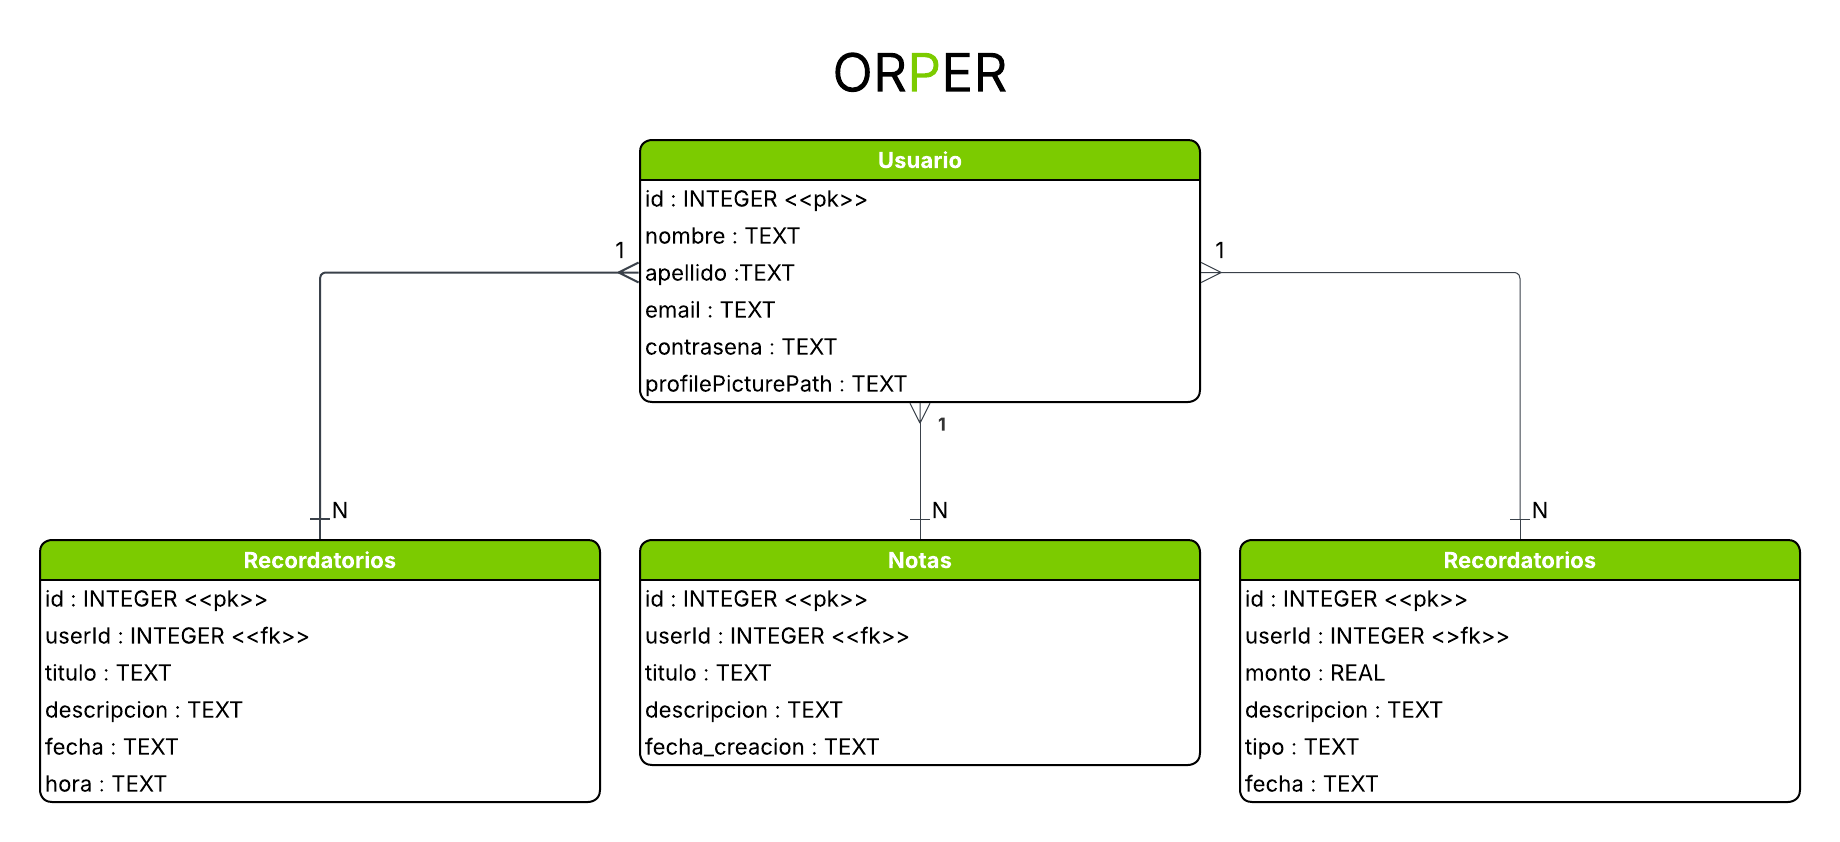 ORPER
Usuario
id : INTEGER <<pk>>
nombre : TEXT
apellido :TEXT
email : TEXT
contrasena : TEXT
profilePicturePath : TEXT
1
1
1
N
N
N
Recordatorios
id : INTEGER <<pk>>
userId : INTEGER <<fk>>
titulo : TEXT
descripcion : TEXT
fecha : TEXT
hora : TEXT
Notas
id : INTEGER <<pk>>
userId : INTEGER <<fk>>
titulo : TEXT
descripcion : TEXT
fecha_creacion : TEXT
Recordatorios
id : INTEGER <<pk>>
userId : INTEGER <>fk>>
monto : REAL
descripcion : TEXT
tipo : TEXT
fecha : TEXT